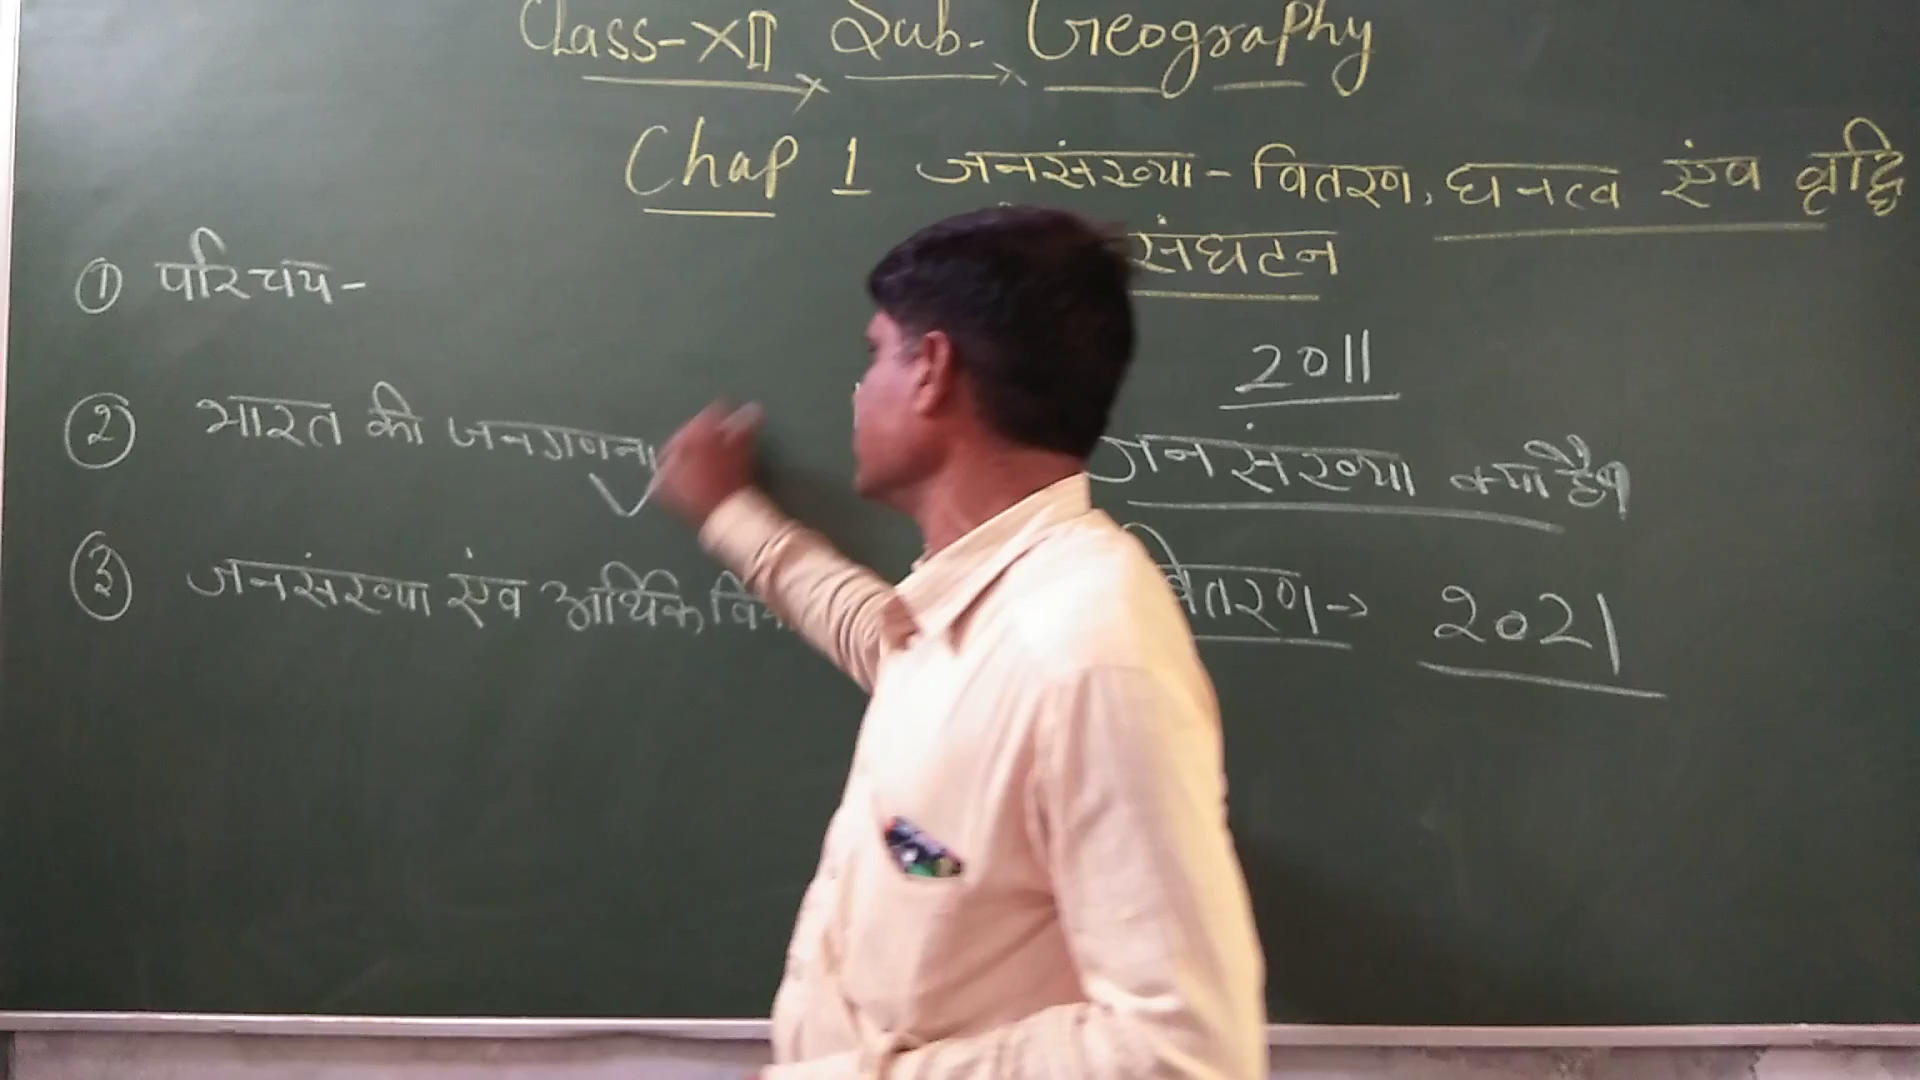 Class-XII Sub- Geography
Chap 1 जनसंख्या - वितरण, घनत्व एंव वृद्धि
संघटन
① परिचय -
2011
② भारत की जनगणना
जनसंख्या क्या है?
③ जनसंख्या एंव आर्थिक
वितरण → 2021